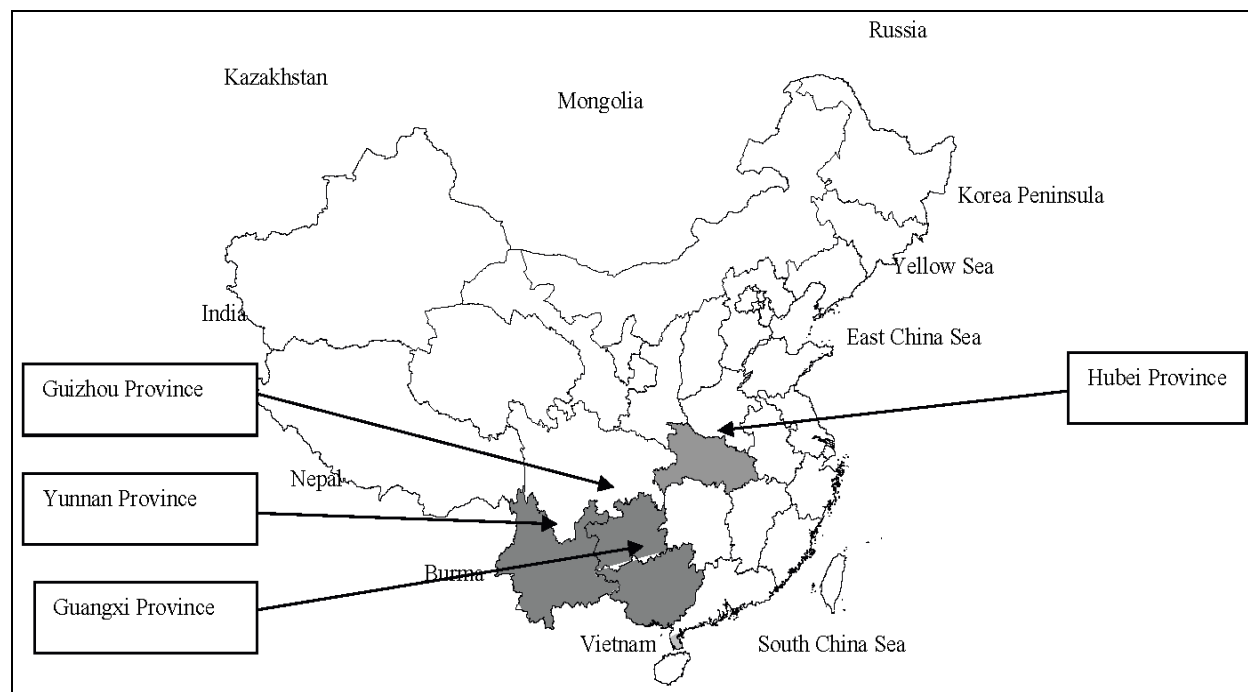 Russia
Kazakhstan
Mongolia
Korea Peninsula
Yellow Sea
India
East China Sea
Guizhou Province
Hubei Province
Nepal
Yunnan Province
Burma
Guangxi Province
Vietnam
South China Sea